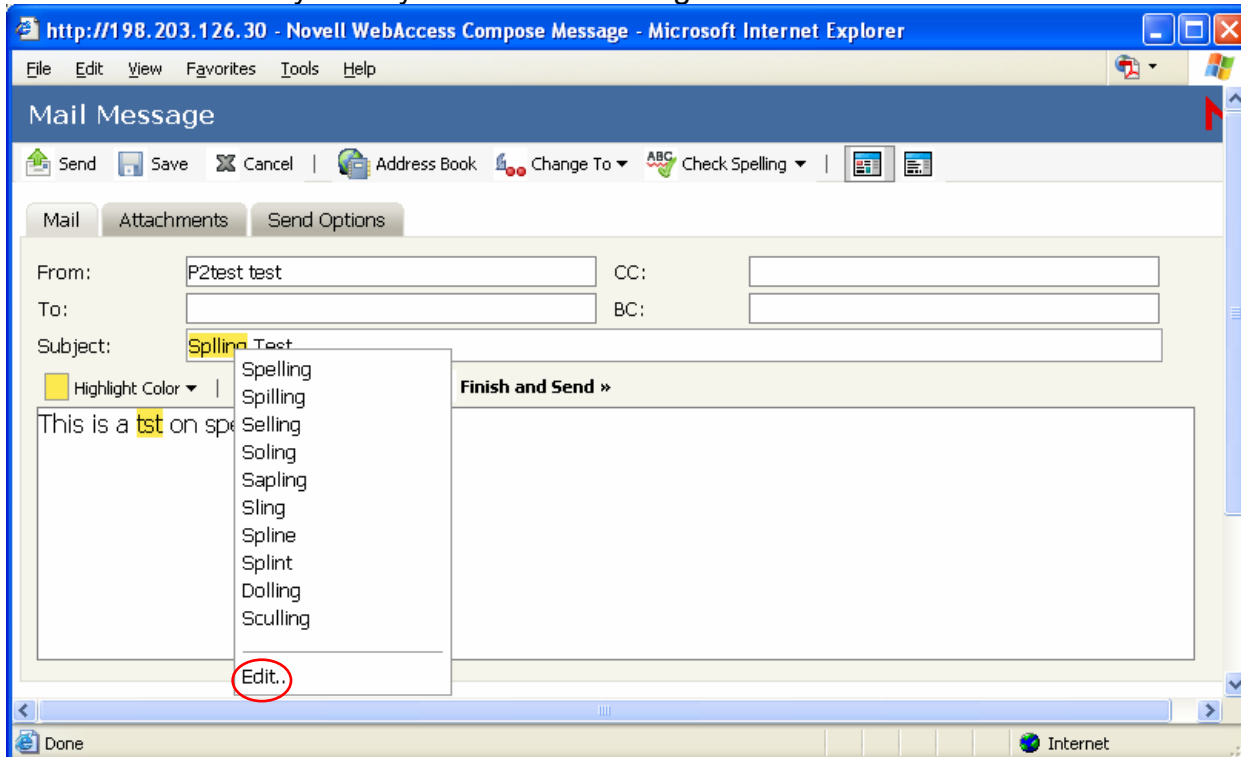 http://198.203.126.30 - Novell WebAccess Compose Message - Microsoft Internet Explorer
File Edit View Favorites Tools Help
Mail Message
Send Save Cancel | Address Book Change To Check Spelling |
Mail Attachments Send Options
From: P2test test CC:
To: BC:
Subject: Splling Test
Highlight Color | Finish and Send »
This is a tst on spe
Spelling
Spilling
Selling
Soling
Sapling
Sling
Spline
Splint
Dolling
Sculling
Edit..
Done Internet